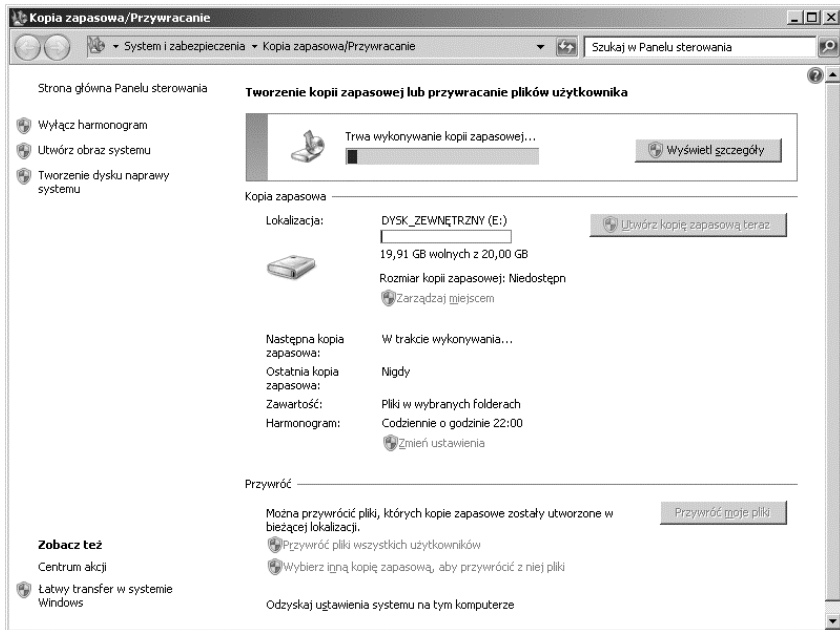 Kopia zapasowa/Przywracanie
System i zabezpieczenia Kopia zapasowa/Przywracanie
Szukaj w Panelu sterowania
Strona główna Panelu sterowania
Wyłącz harmonogram
Utwórz obraz systemu
Tworzenie dysku naprawy
systemu
Tworzenie kopii zapasowej lub przywracanie plików użytkownika
Trwa wykonywanie kopii zapasowej...
Wyświetl szczegóły
Kopia zapasowa
Lokalizacja:
DYSK_ZEWNĘTRZNY (E:)
Utwórz kopię zapasową teraz
19,91 GB wolnych z 20,00 GB
Rozmiar kopii zapasowej: Niedostępn
Zarządzaj miejscem
Następna kopia
zapasowa:
W trakcie wykonywania...
Ostatnia kopia
zapasowa:
Nigdy
Zawartość:
Pliki w wybranych folderach
Harmonogram:
Codziennie o godzinie 22:00
Zmień ustawienia
Przywróć
Można przywrócić pliki, których kopie zapasowe zostały utworzone w
bieżącej lokalizacji.
Przywróć moje pliki
Przywróć pliki wszystkich użytkowników
Wybierz inną kopię zapasową, aby przywrócić z niej pliki
Odzyskaj ustawienia systemu na tym komputerze
Zobacz też
Centrum akcji
Łatwy transfer w systemie
Windows